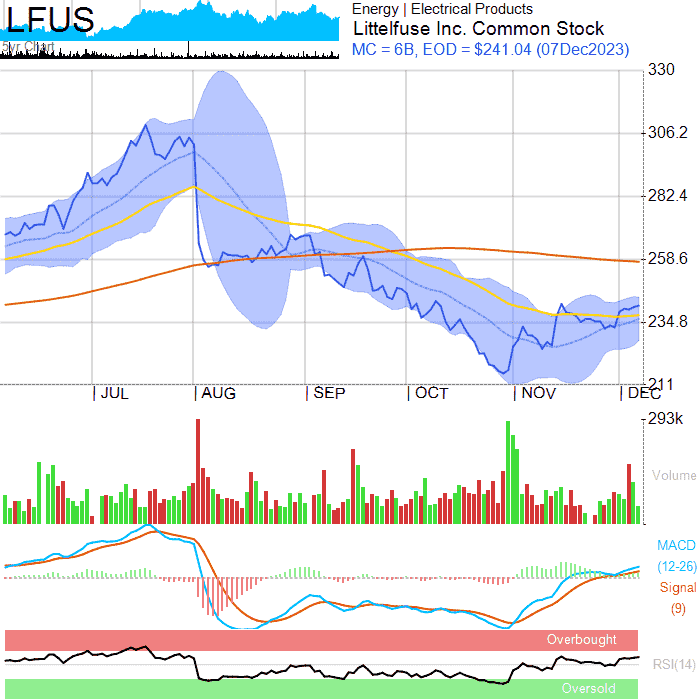 LFUS
5yr Chart
Energy | Electrical Products
Littelfuse Inc. Common Stock
MC = 6B, EOD = $241.04 (07Dec2023)
330
306.2
282.4
258.6
234.8
211
JUL AUG SEP OCT NOV DEC
293k
Volume
MACD
(12-26)
Signal
(9)
Overbought
RSI(14)
Oversold